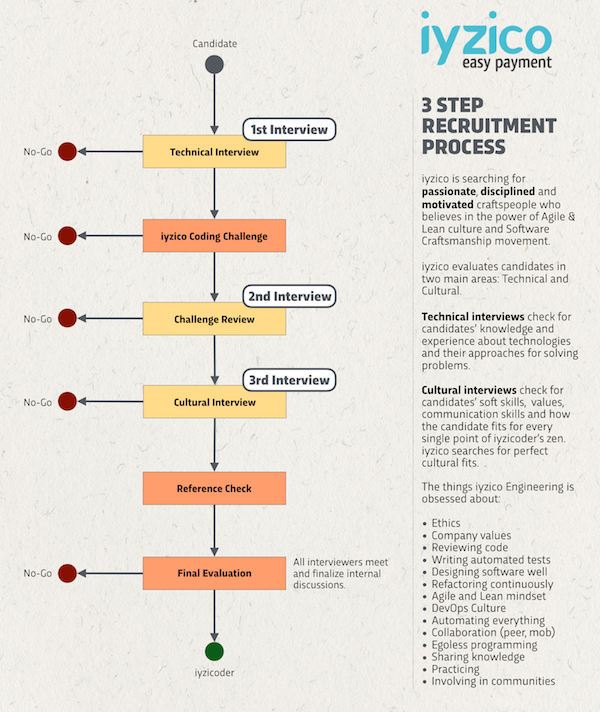 Candidate
1st Interview
No-Go
Technical Interview
No-Go
iyzico Coding Challenge
2nd Interview
No-Go
Challenge Review
3rd Interview
No-Go
Cultural Interview
Reference Check
No-Go
Final Evaluation
All interviewers meet
and finalize internal
discussions.
iyzicoder
iyzico
easy payment
3 STEP
RECRUITMENT
PROCESS
iyzico is searching for
passionate, disciplined and
motivated craftspeople who
believes in the power of Agile &
Lean culture and Software
Craftsmanship movement.
iyzico evaluates candidates in
two main areas: Technical and
Cultural.
Technical interviews check for
candidates' knowledge and
experience about technologies
and their approaches for solving
problems.
Cultural interviews check for
candidates' soft skills, values,
communication skills and how
the candidate fits for every
single point of iyzicoder's zen.
iyzico searches for perfect
cultural fits.
The things iyzico Engineering is
obsessed about:
• Ethics
• Company values
• Reviewing code
• Writing automated tests
• Designing software well
• Refactoring continuously
• Agile and Lean mindset
• DevOps Culture
• Automating everything
• Collaboration (peer, mob)
• Egoless programming
• Sharing knowledge
• Practicing
• Involving in communities